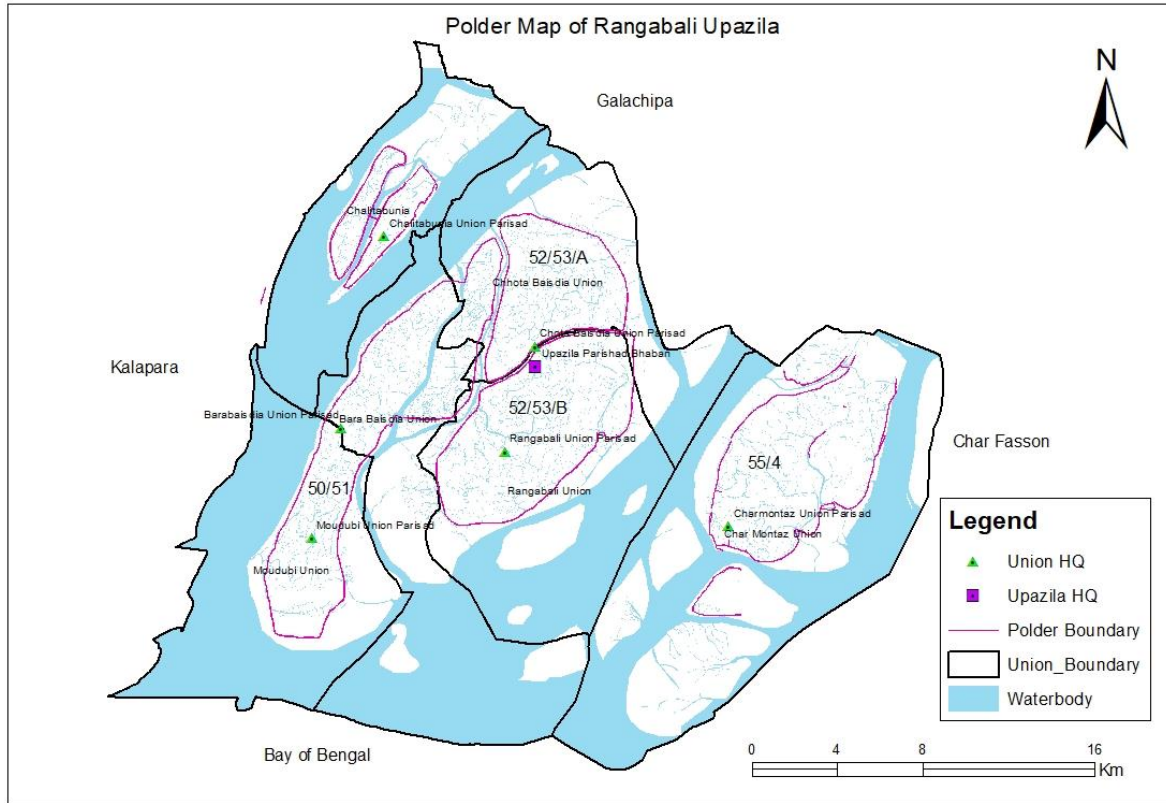 Polder Map of Rangabali Upazila
N
Galachipa
Chalitabunia
Chalitabunia Union Parisad
52/53/A
Chhota Baisdia Union
Chota Baisdia Union Parisad
Upazila Parishad Bhaban
Kalapara
52/53/B
Barabaisdia Union Parisad
Bara Baisdia Union
Rangabali Union Parisad
Char Fasson
55/4
50/51
Rangabali Union
Charmontaz Union Parisad
Moudubi Union Parisad
Char Montaz Union
Moudubi Union
Legend
Union HQ
Upazila HQ
Polder Boundary
Union_Boundary
Waterbody
Bay of Bengal
0 4 8 16
Km